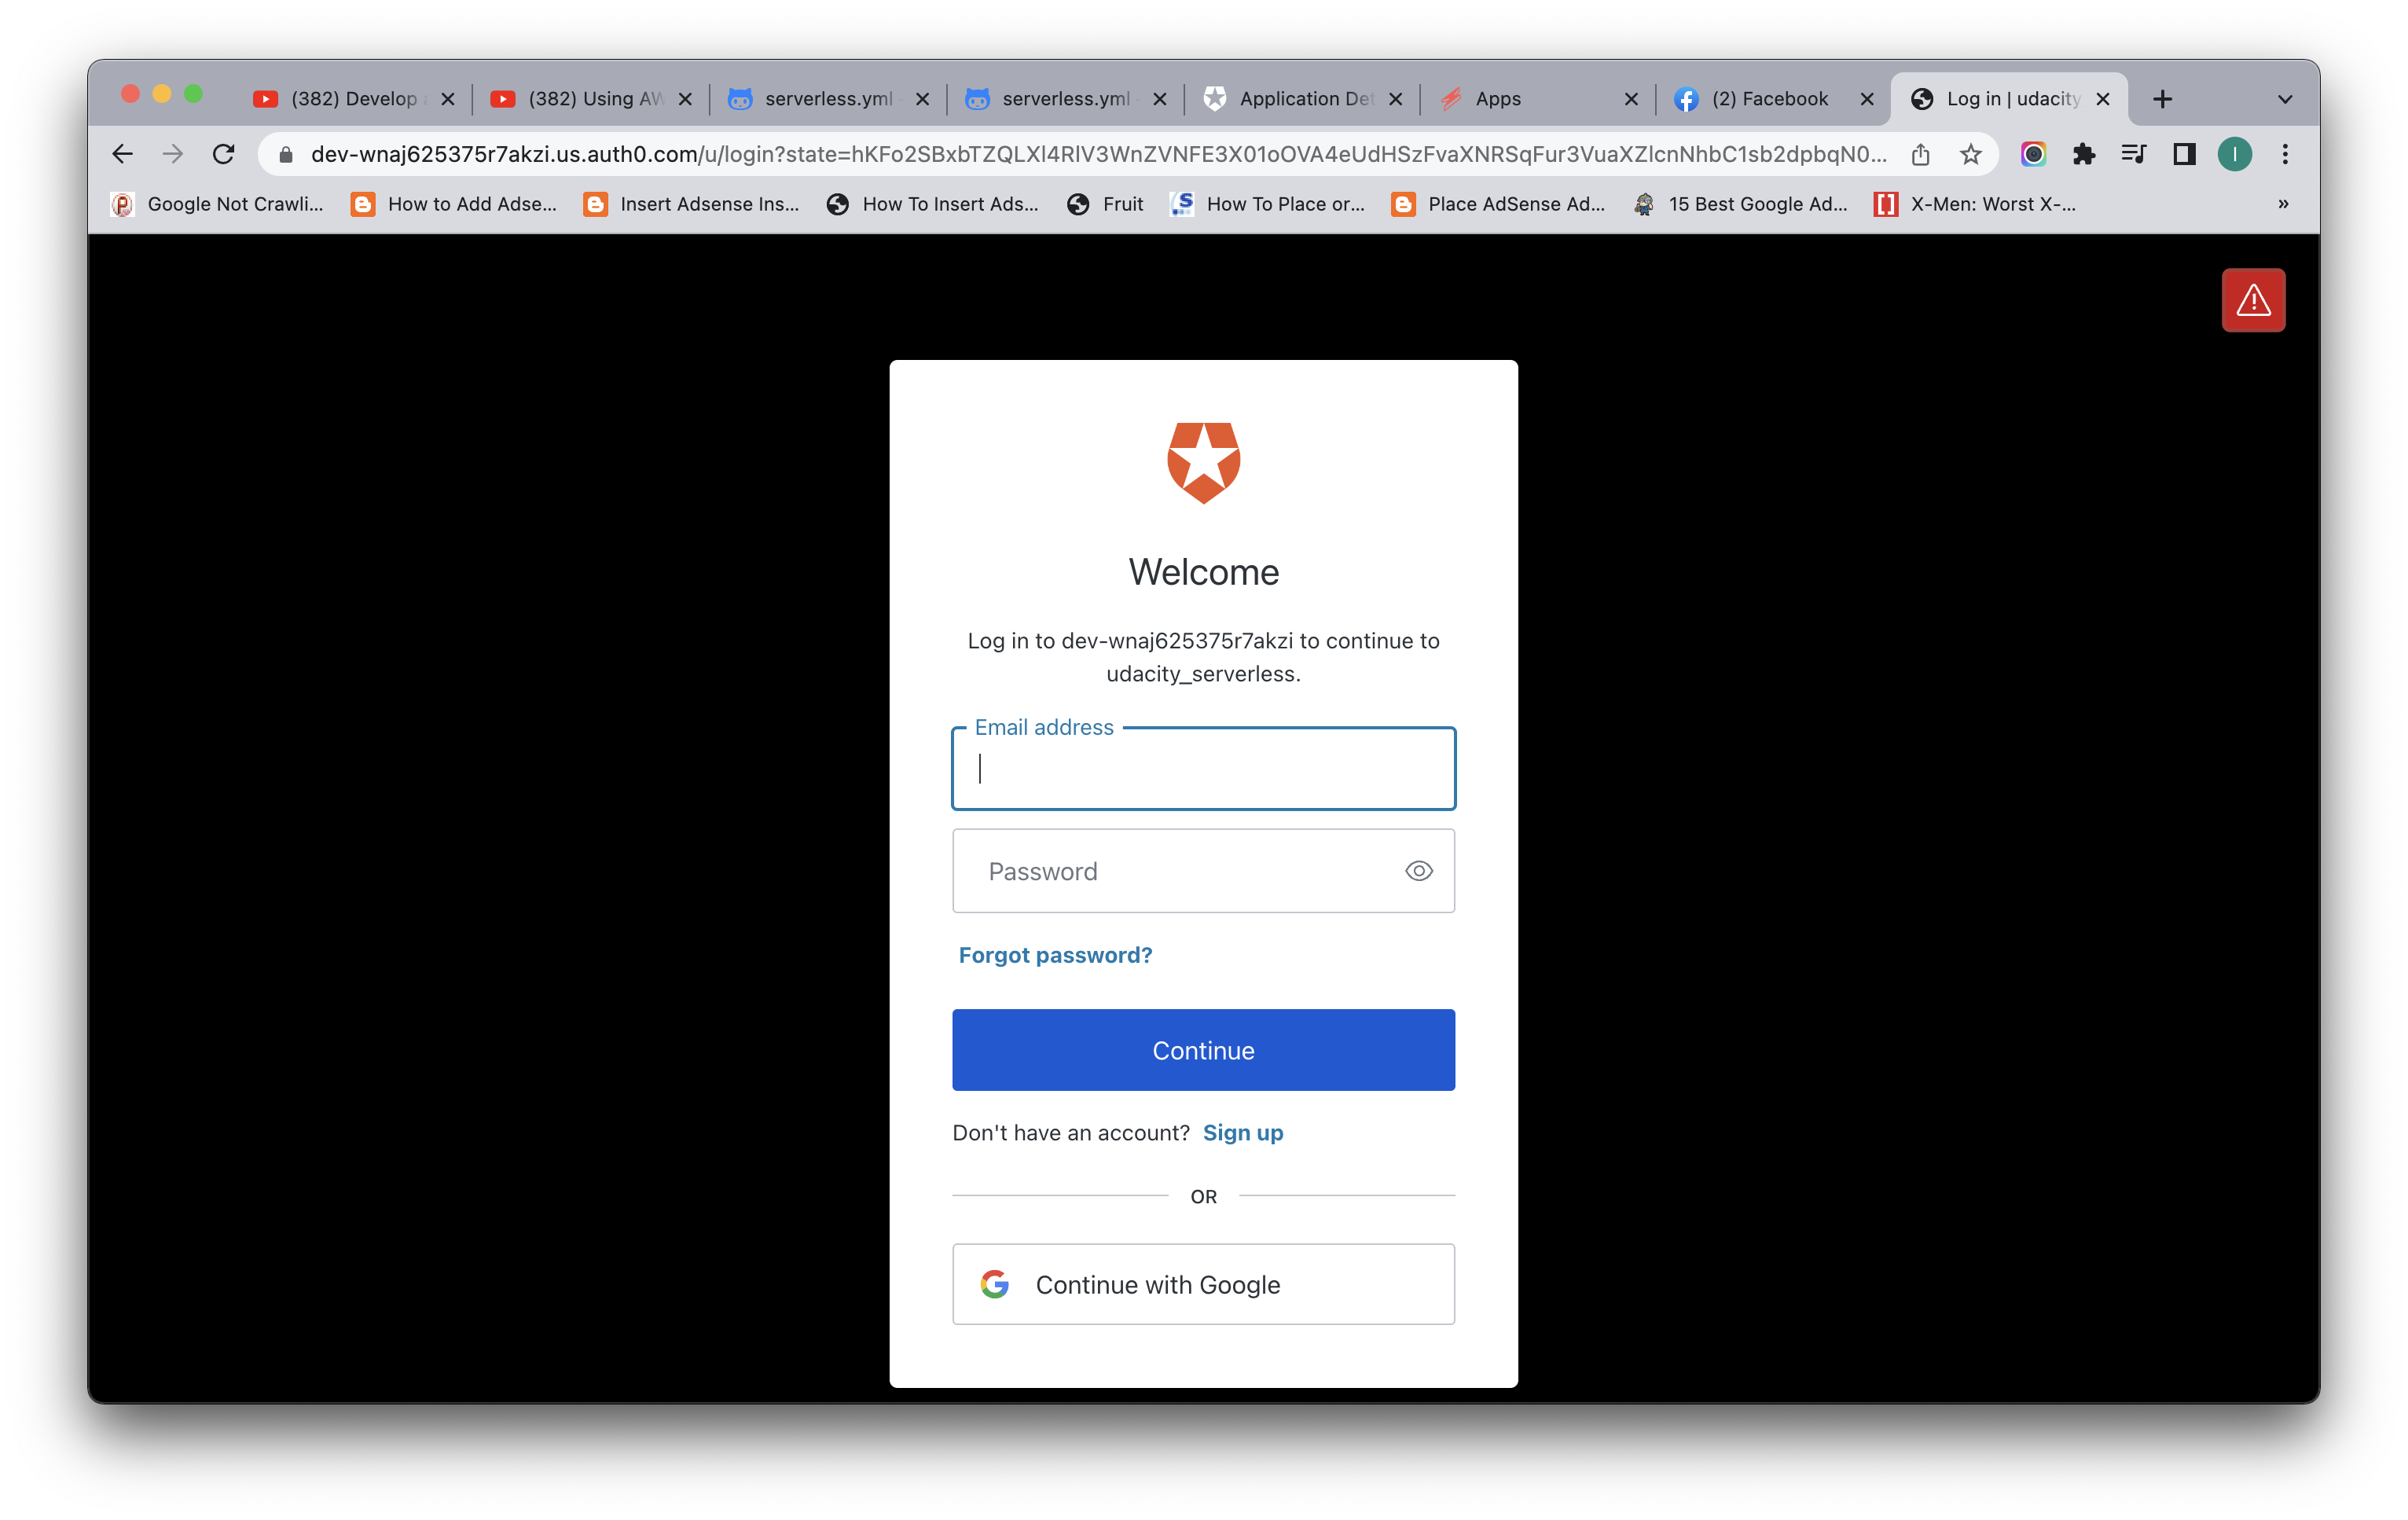 (382) Develop
(382) Using AW
serverless.yml
serverless.yml
Application Det
Apps
(2) Facebook
Log in | udacity
dev-wnaj625375r7akzi.us.auth0.com/u/login?state=hKFo2SBxbTZQLXl4RlV3WnZVNFE3X01oOVA4eUdHSzFvaXNRSqFur3VuaXZlcnNhbC1sb2dpbqN0...
I
Google Not Crawli...
How to Add Adse...
Insert Adsense Ins...
How To Insert Ads...
Fruit
How To Place or...
Place AdSense Ad...
15 Best Google Ad...
X-Men: Worst X-...
»
Welcome
Log in to dev-wnaj625375r7akzi to continue to
udacity_serverless.
Email address
Password
Forgot password?
Continue
Don't have an account? Sign up
OR
Continue with Google